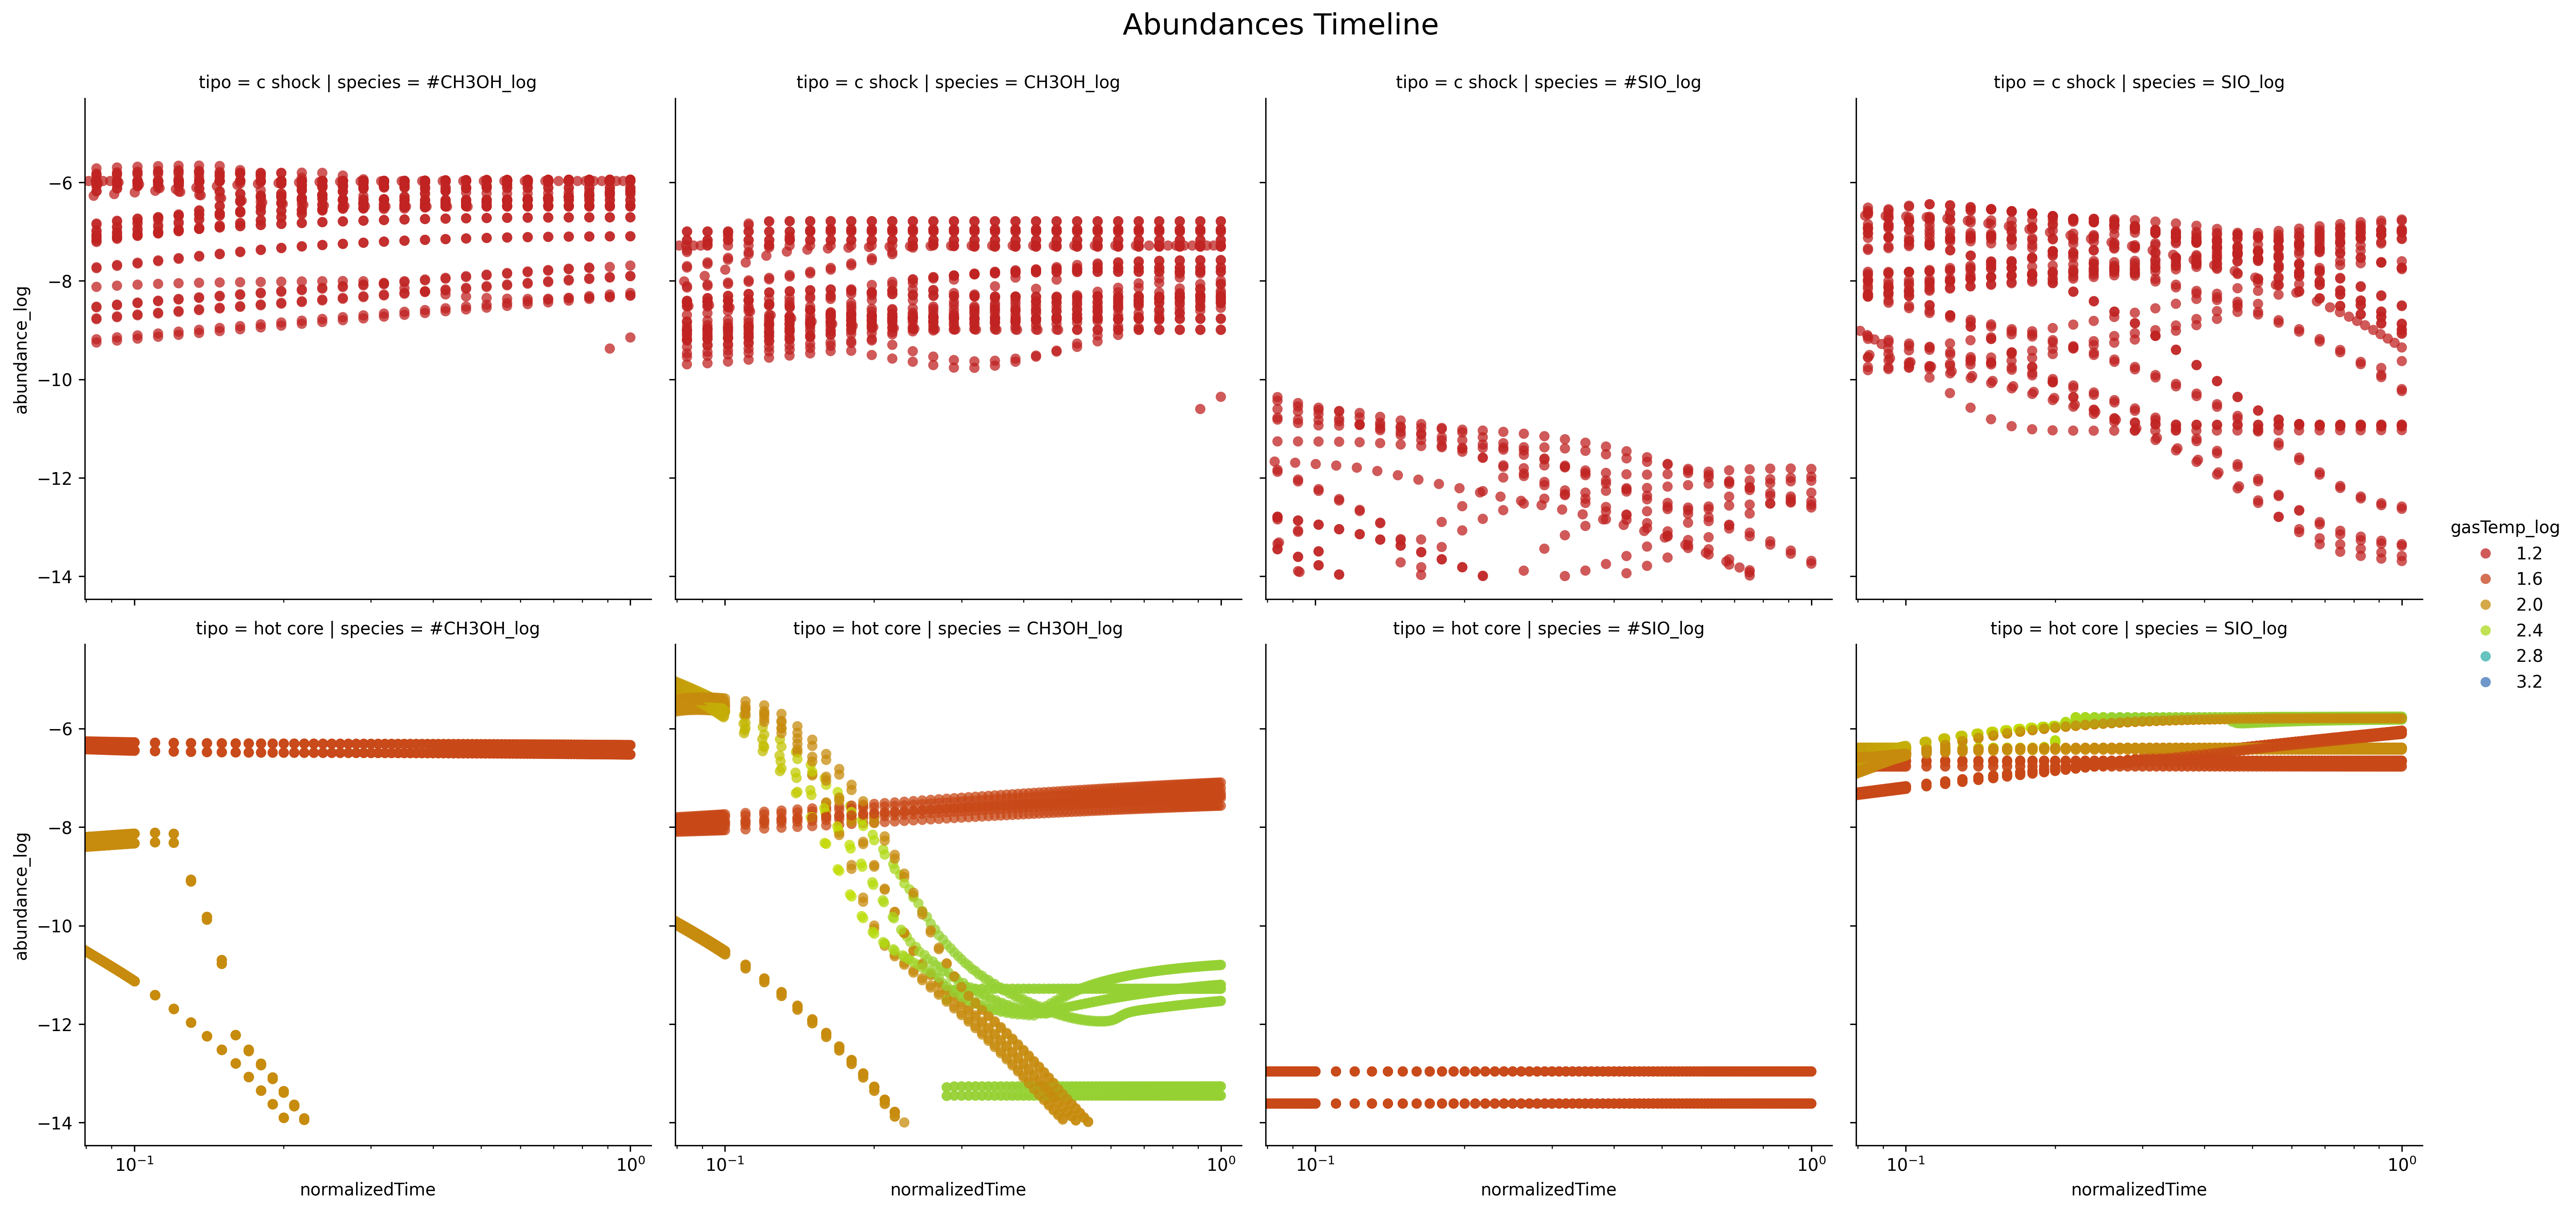 Abundances Timeline
tipo = c shock | species = #CH3OH_log
tipo = c shock | species = CH3OH_log
tipo = c shock | species = #SIO_log
tipo = c shock | species = SIO_log
abundance_log
−6
−8
−10
−12
−14
tipo = hot core | species = #CH3OH_log
tipo = hot core | species = CH3OH_log
tipo = hot core | species = #SIO_log
tipo = hot core | species = SIO_log
abundance_log
−6
−8
−10
−12
−14
10⁻¹ 10⁰
10⁻¹ 10⁰
10⁻¹ 10⁰
10⁻¹ 10⁰
normalizedTime
normalizedTime
normalizedTime
normalizedTime
gasTemp_log
1.2
1.6
2.0
2.4
2.8
3.2